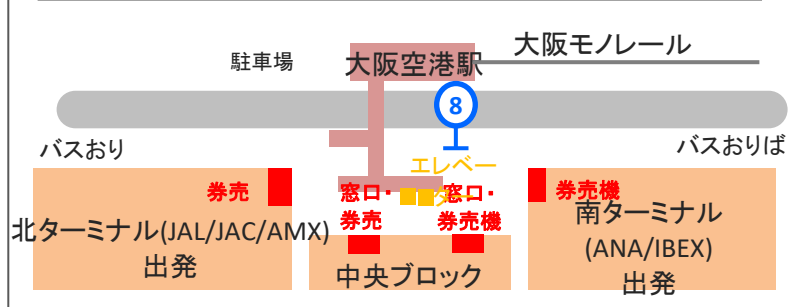 大阪モノレール
駐車場
大阪空港駅
8
バスおり
バスおりば
エレベー
ター
券売
窓口・
券売
窓口・
券売機
券売機
北ターミナル(JAL/JAC/AMX)
出発
中央ブロック
南ターミナル
(ANA/IBEX)
出発